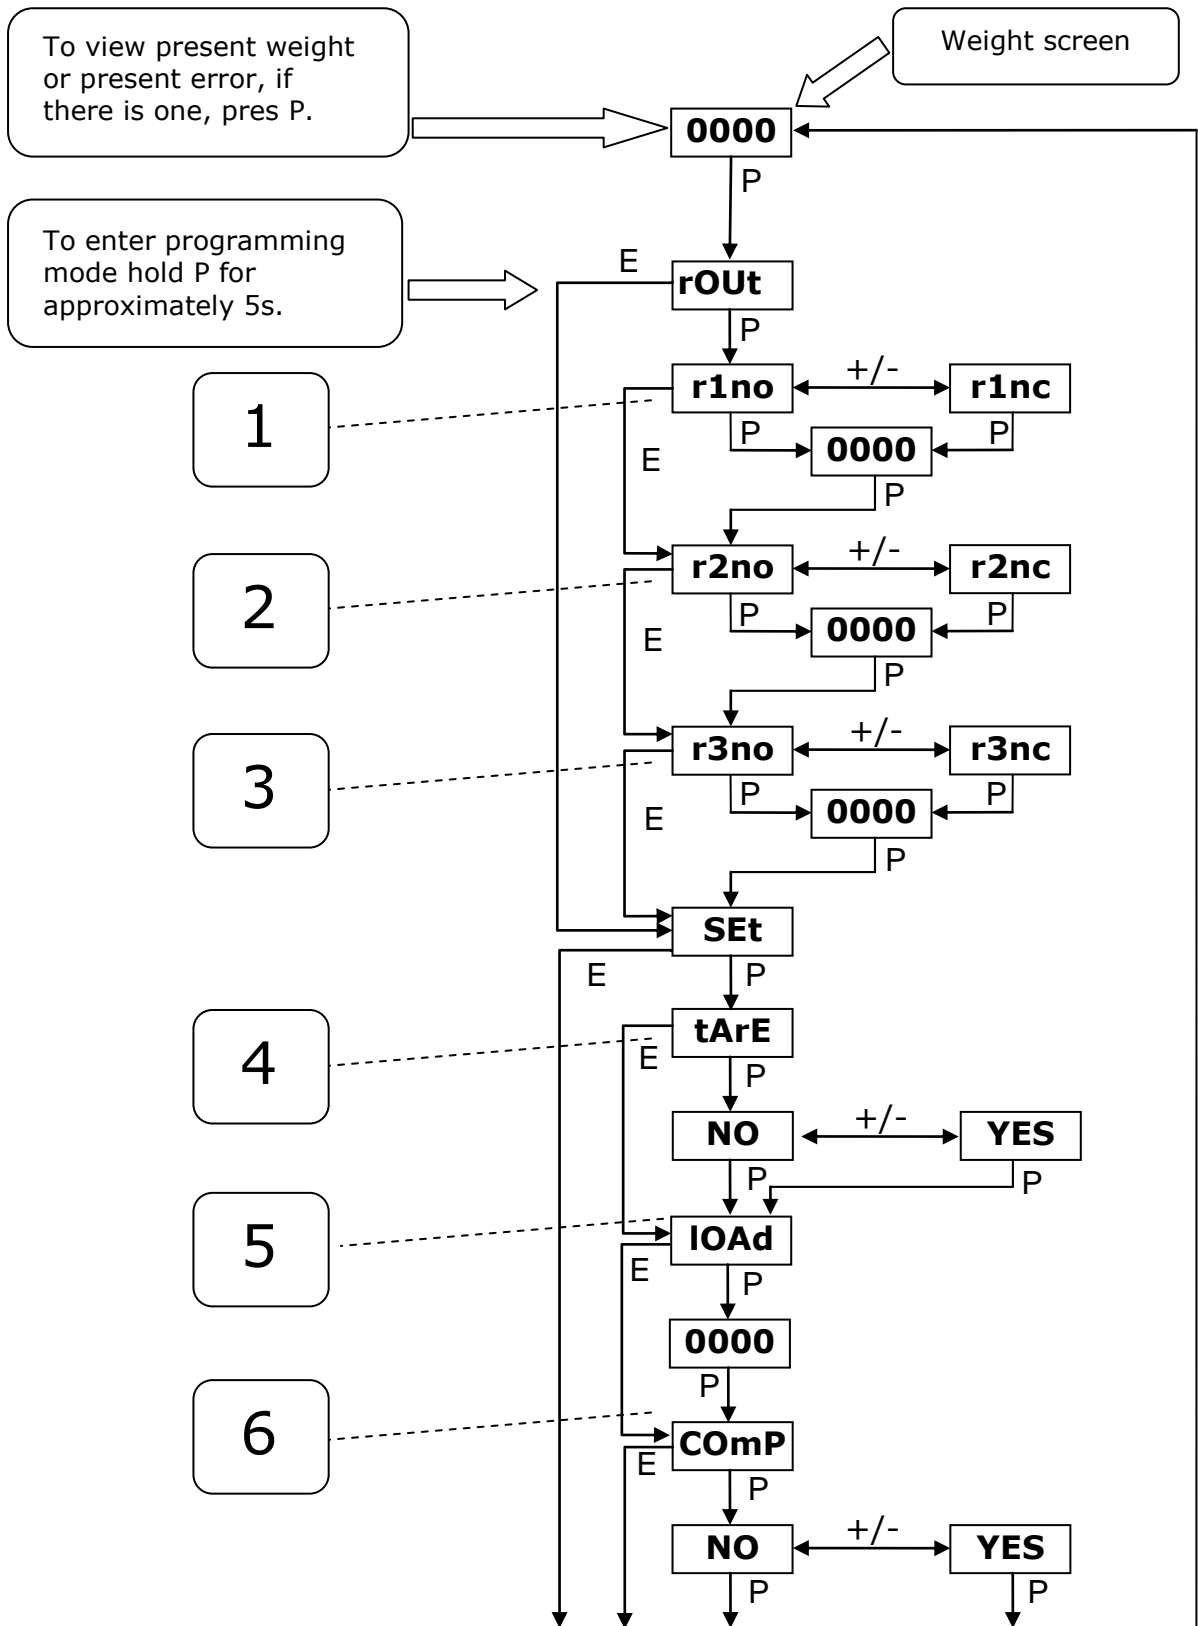 To view present weight
or present error, if
there is one, pres P.
Weight screen
0000
P
To enter programming
mode hold P for
approximately 5s.
E
rOUt
P
1
r1no
+/-
r1nc
P
P
0000
E
P
2
r2no
+/-
r2nc
P
P
0000
E
P
3
r3no
+/-
r3nc
P
P
0000
E
P
SEt
E
P
4
tArE
E
P
NO
+/-
YES
P
P
5
lOAd
E
P
0000
P
6
COmP
E
P
NO
+/-
YES
P
P